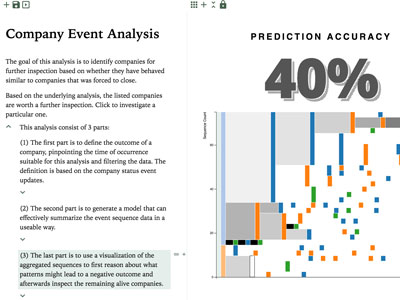 Company Event Analysis
The goal of this analysis is to identify companies for
further inspection based on whether they have behaved
similar to companies that was forced to close.
Based on the underlying analysis, the listed companies
are worth a further inspection. Click to investigate a
particular one.
This analysis consist of 3 parts:
(1) The first part is to define the outcome of a
company, pinpointing the time of occurrence
suitable for this analysis and filtering the data. The
definition is based on the company status event
updates.
(2) The second part is to generate a model that can
effectively summarize the event sequence data in a
useable way.
(3) The last part is to use a visualization of the
aggregated sequences to first reason about what
patterns might lead to a negative outcome and
afterwards inspect the remaining alive companies.
PREDICTION ACCURACY
40%
Sequence Count